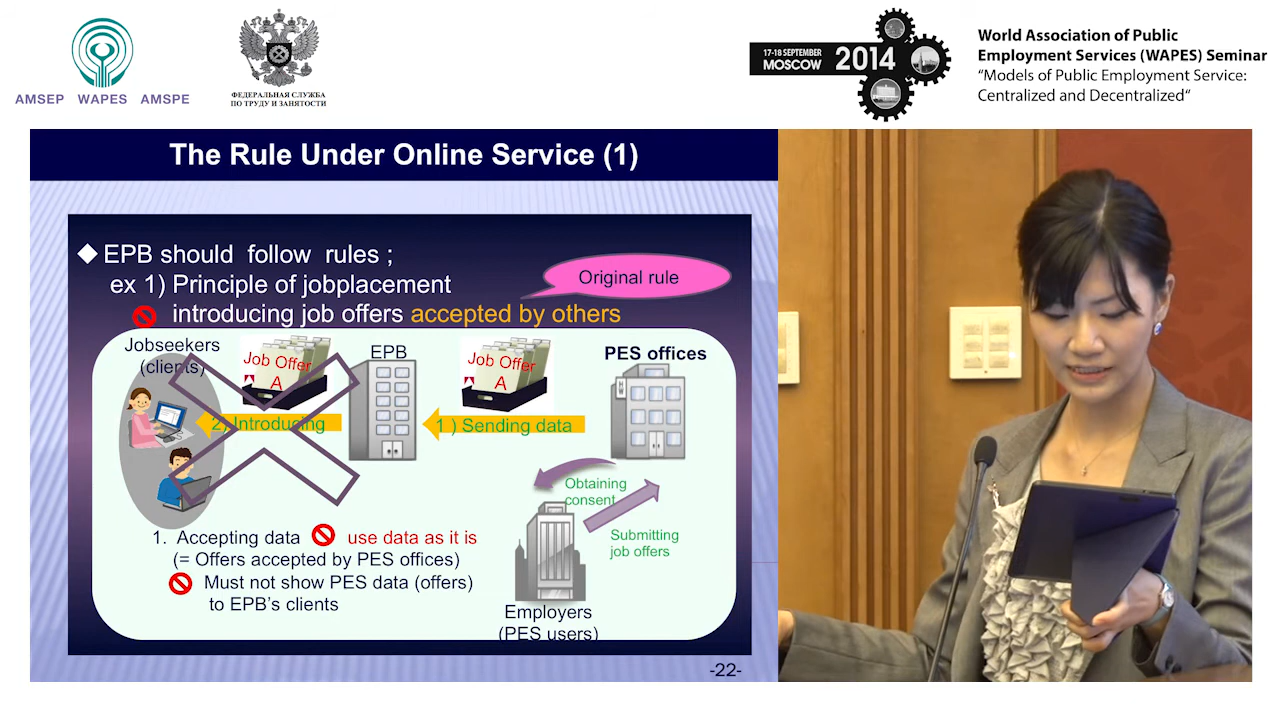 AMSEP WAPES AMSPE
ФЕДЕРАЛЬНАЯ СЛУЖБА
ПО ТРУДУ И ЗАНЯТОСТИ
17-18 SEPTEMBER
MOSCOW
2014
World Association of Public
Employment Services (WAPES) Seminar
“Models of Public Employment Service:
Centralized and Decentralized“
The Rule Under Online Service (1)
EPB should follow rules ;
ex 1) Principle of jobplacement
Original rule
introducing job offers accepted by others
Jobseekers
(clients)
Job Offer
A
EPB
Job Offer
A
PES offices
2) Introducing
1 ) Sending data
Obtaining
consent
Submitting
job offers
1. Accepting data use data as it is
(= Offers accepted by PES offices)
Must not show PES data (offers)
to EPB's clients
Employers
(PES users)
-22-